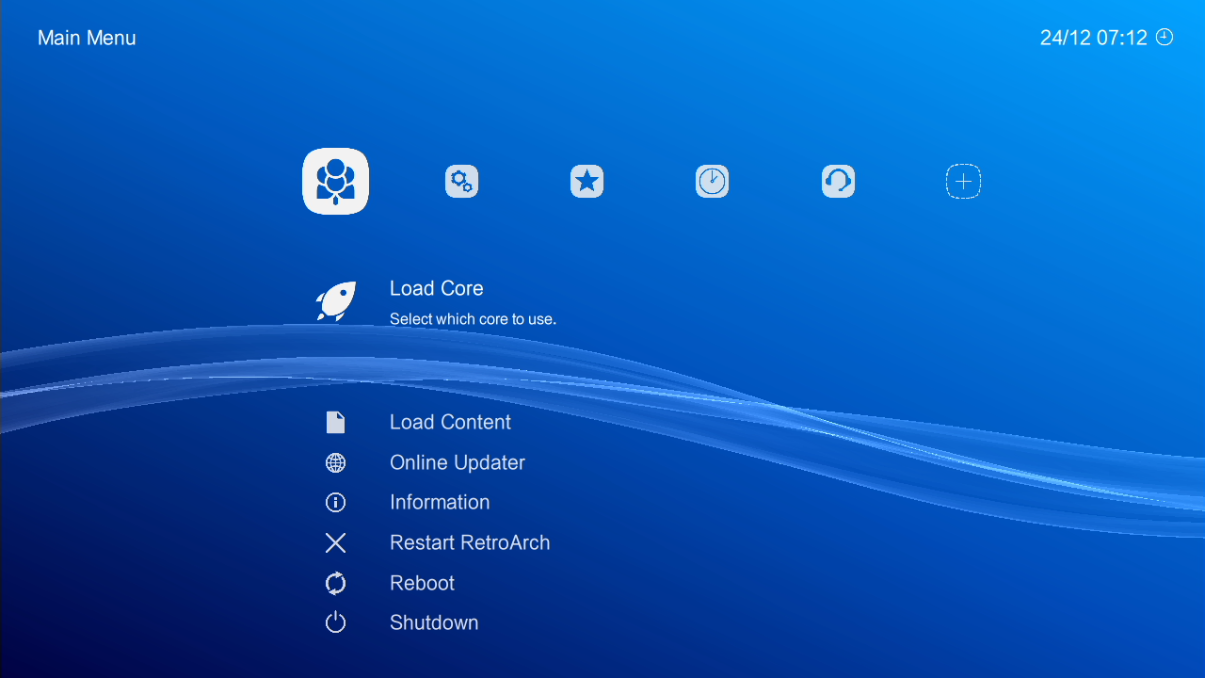 Main Menu
24/12 07:12
Load Core
Select which core to use.
Load Content
Online Updater
Information
Restart RetroArch
Reboot
Shutdown